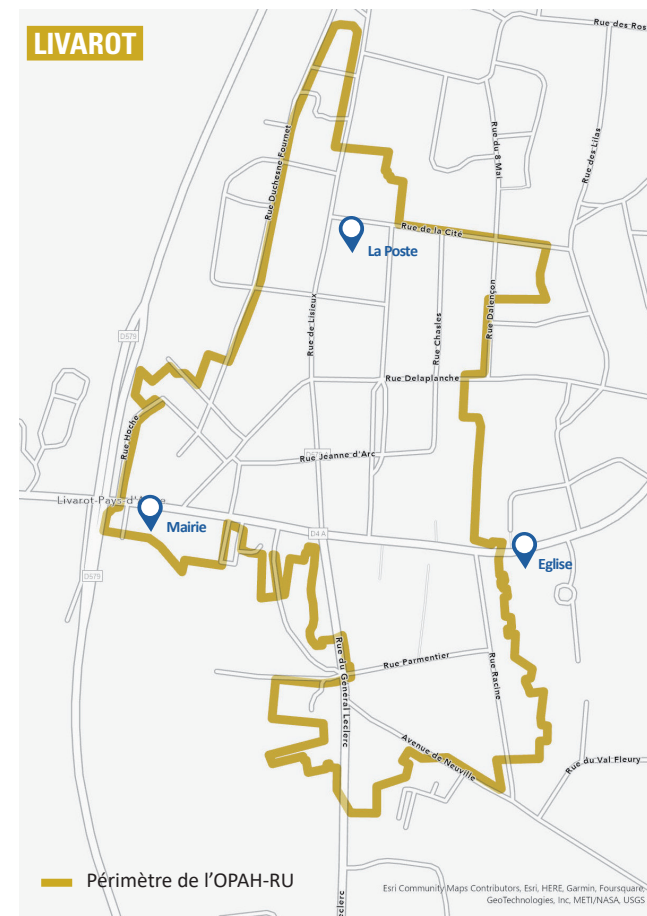 LIVAROT
Rue des Ros
Rue du 8 Mai
Rue des Lilas
Rue Duchesne Fournet
La Poste
Rue de la Cité
Rue de Lisieux
Rue Dalençon
Rue Chasles
D579
Rue Delaplanche
Rue Hoche
Rue Jeanne d'Arc
Livarot-Pays d'
Mairie
D4 A
Eglise
D579
Rue Parmentier
Rue du Général Leclerc
Rue Racine
Avenue de Neuville
Rue du Val Fleury
Périmètre de l'OPAH-RU
eclerc
Esri Community Maps Contributors, Esri, HERE, Garmin, Foursquare,
GeoTechnologies, Inc, METI/NASA, USGS